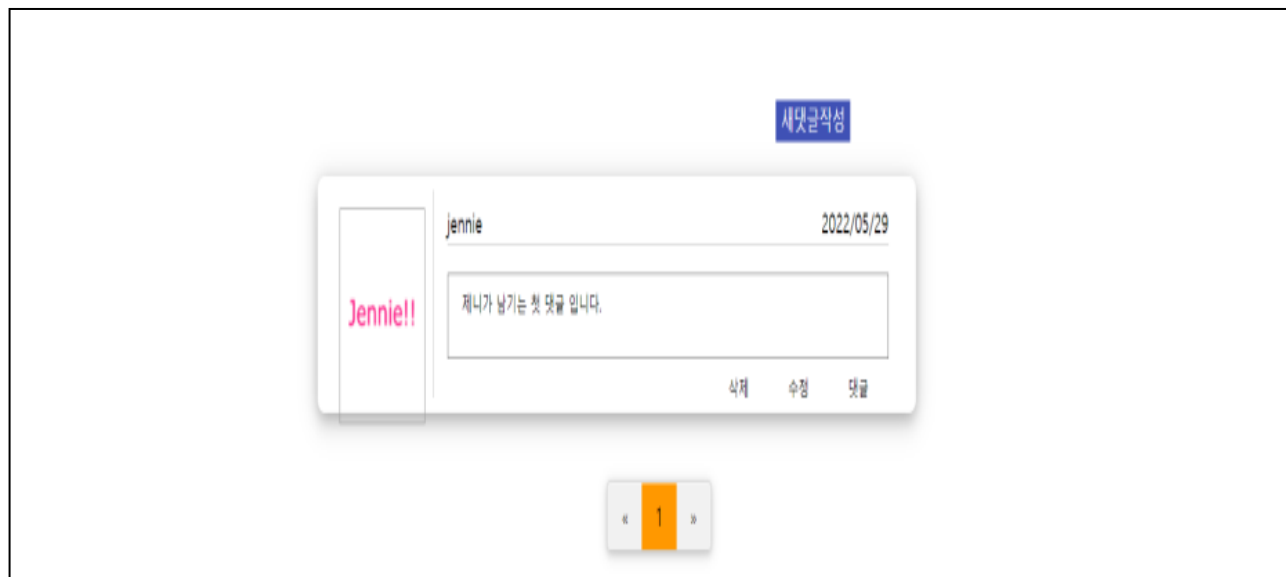 새댓글작성
jennie 2022/05/29
Jennie!!
제니가 남기는 첫 댓글 입니다.
삭제 수정 댓글
« 1 »